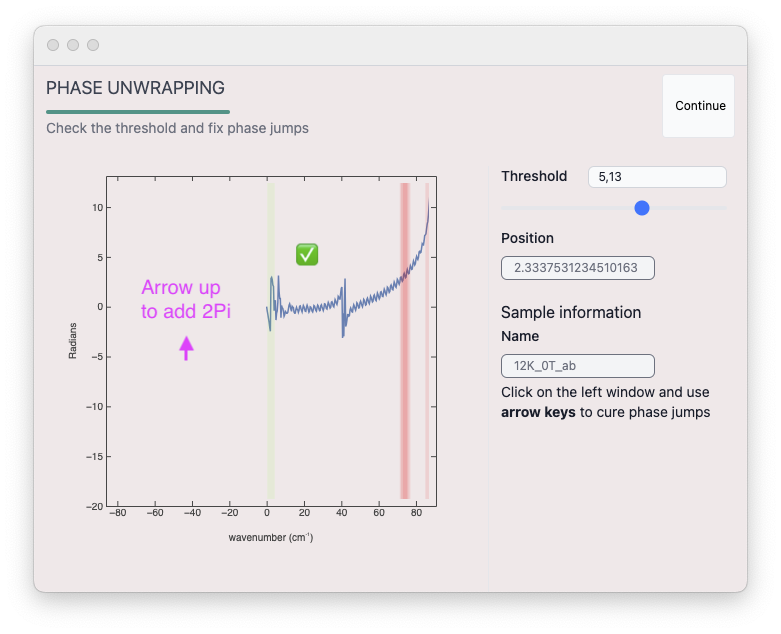 PHASE UNWRAPPING
Continue
Check the threshold and fix phase jumps
Threshold
5,13
Position
2.3337531234510163
Sample information
Name
12K_0T_ab
Click on the left window and use
arrow keys to cure phase jumps
10
5
0
−5
−10
−15
−20
Radians
Arrow up
to add 2Pi
−80 −60 −40 −20 0 20 40 60 80
wavenumber (cm⁻¹)